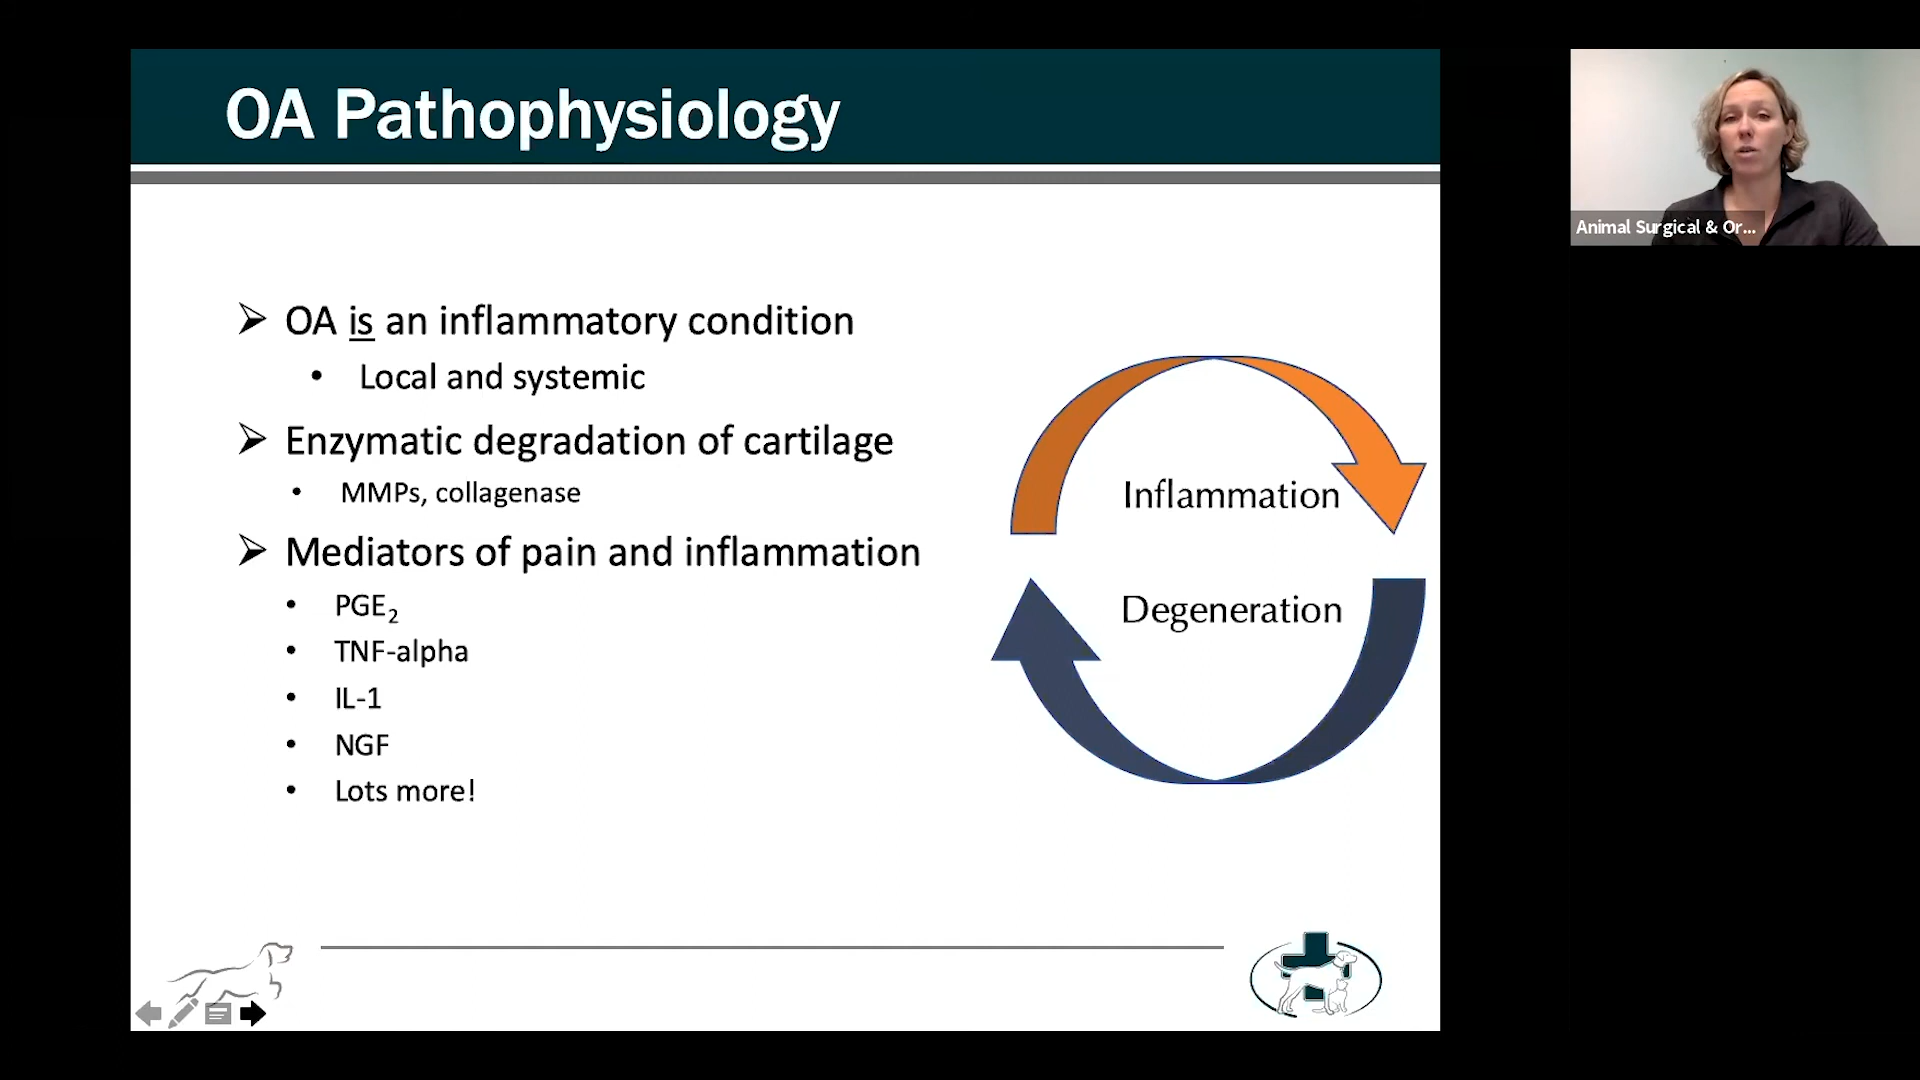 OA Pathophysiology
Animal Surgical & Or...
OA is an inflammatory condition
Local and systemic
Enzymatic degradation of cartilage
MMPs, collagenase
Mediators of pain and inflammation
PGE₂
TNF-alpha
IL-1
NGF
Lots more!
Inflammation
Degeneration